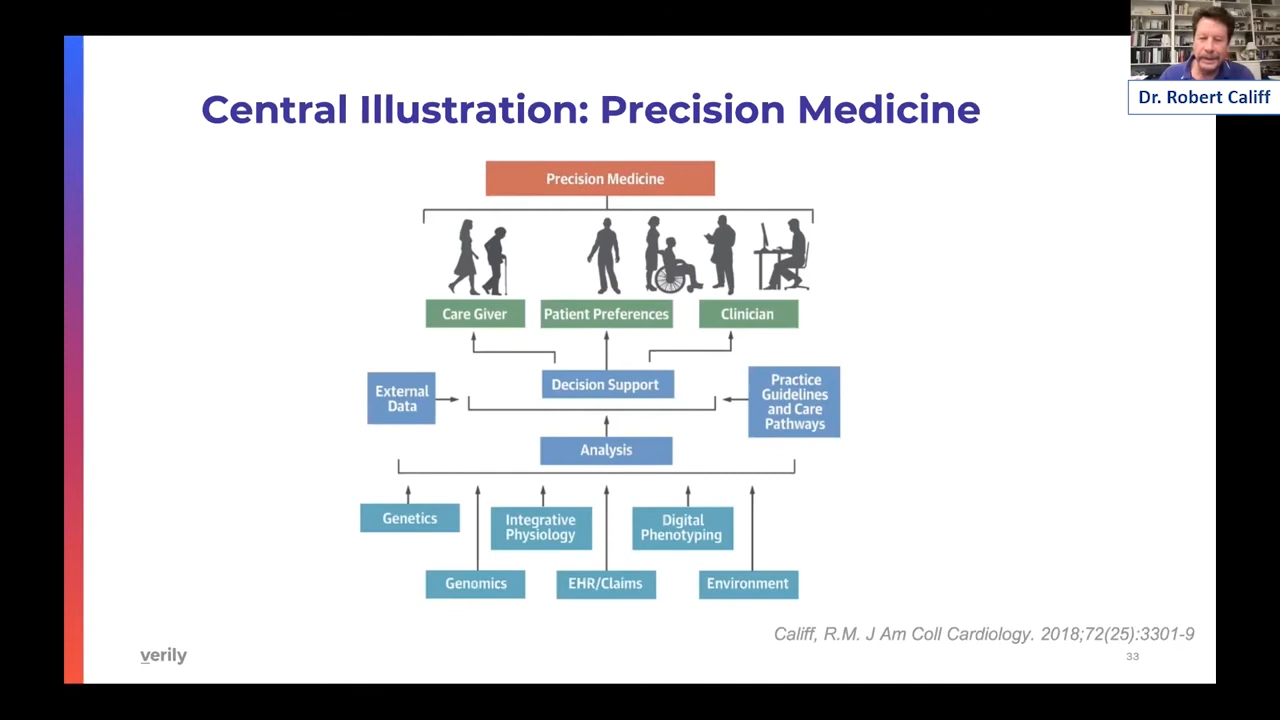 Dr. Robert Califf
Central Illustration: Precision Medicine
Precision Medicine
Care Giver
Patient Preferences
Clinician
External
Data
Decision Support
Practice
Guidelines
and Care
Pathways
Analysis
Genetics
Integrative
Physiology
Digital
Phenotyping
Genomics
EHR/Claims
Environment
Califf, R.M. J Am Coll Cardiology. 2018;72(25):3301-9
verily
33